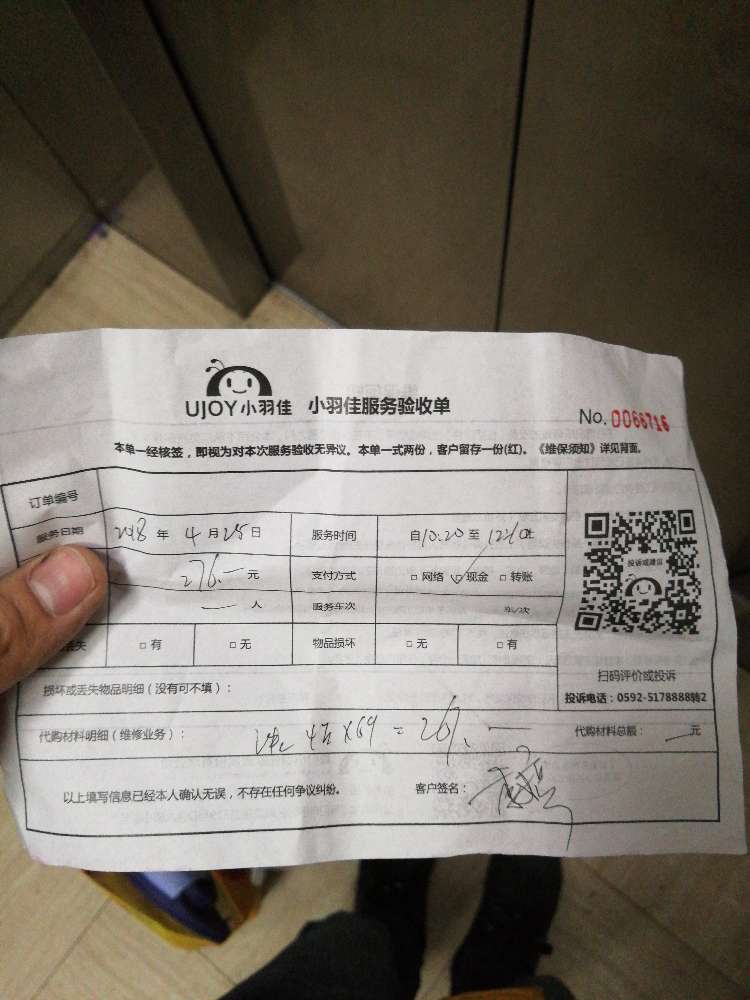 UJOY小羽佳 小羽佳服务验收单
No. 0066716
本单一经核签，即视为对本次服务验收无异议。本单一式两份，客户留存一份(红)。《维保须知》详见背面。
订单编号
服务日期 2018 年 4 月 25 日 服务时间 自10:20 至
276.— 元 支付方式 □ 网络 □ 现金 □ 转账
— 人 服务车次
丢失 □ 有 □ 无 物品损坏 □ 无 □ 有
投诉或建议
扫码评价或投诉
投诉电话：0592-5178888转2
损坏或丢失物品明细（没有可不填）：
代购材料明细（维修业务）： X69 = 代购材料总额： — 元
以上填写信息已经本人确认无误，不存在任何争议纠纷。 客户签名：